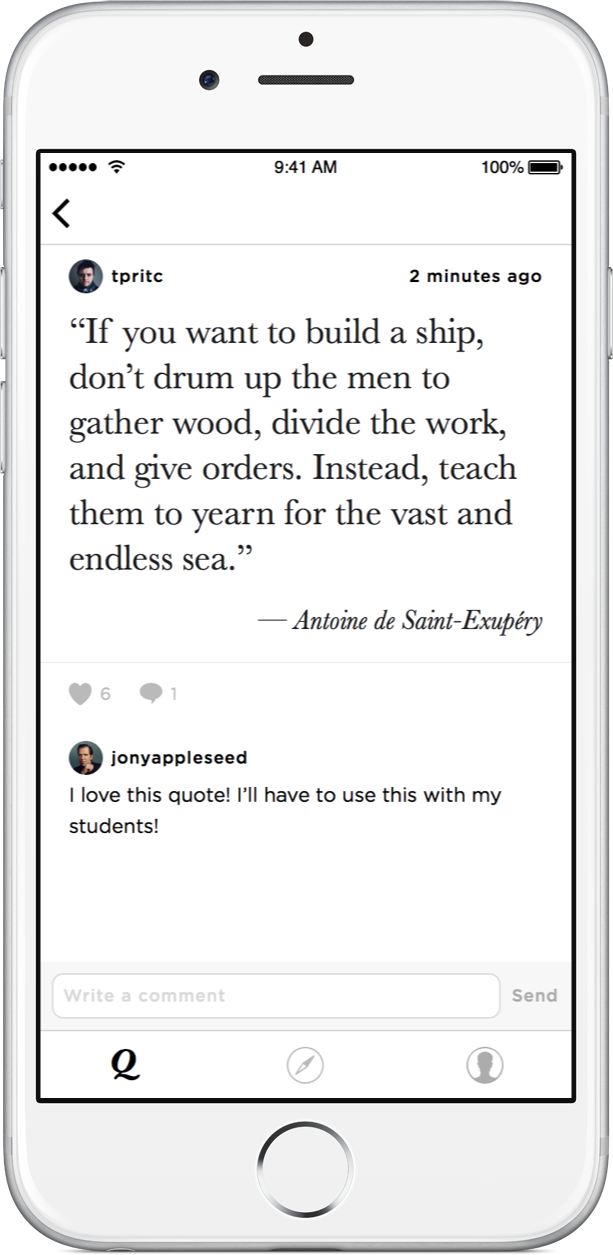 9:41 AM 100%
tpritc 2 minutes ago
“If you want to build a ship,
don’t drum up the men to
gather wood, divide the work,
and give orders. Instead, teach
them to yearn for the vast and
endless sea.”
— Antoine de Saint-Exupéry
6 1
jonyappleseed
I love this quote! I’ll have to use this with my
students!
Write a comment Send
Q